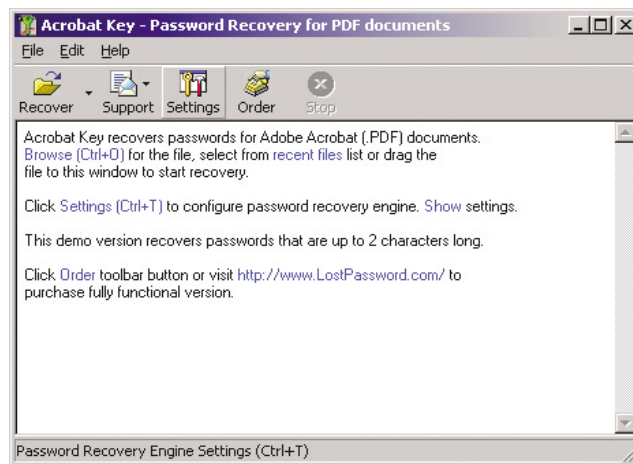 Acrobat Key - Password Recovery for PDF documents
File Edit Help
Recover Support Settings Order Stop
Acrobat Key recovers passwords for Adobe Acrobat (.PDF) documents.
Browse (Ctrl+O) for the file, select from recent files list or drag the
file to this window to start recovery.
Click Settings (Ctrl+T) to configure password recovery engine. Show settings.
This demo version recovers passwords that are up to 2 characters long.
Click Order toolbar button or visit http://www.LostPassword.com/ to
purchase fully functional version.
Password Recovery Engine Settings (Ctrl+T)